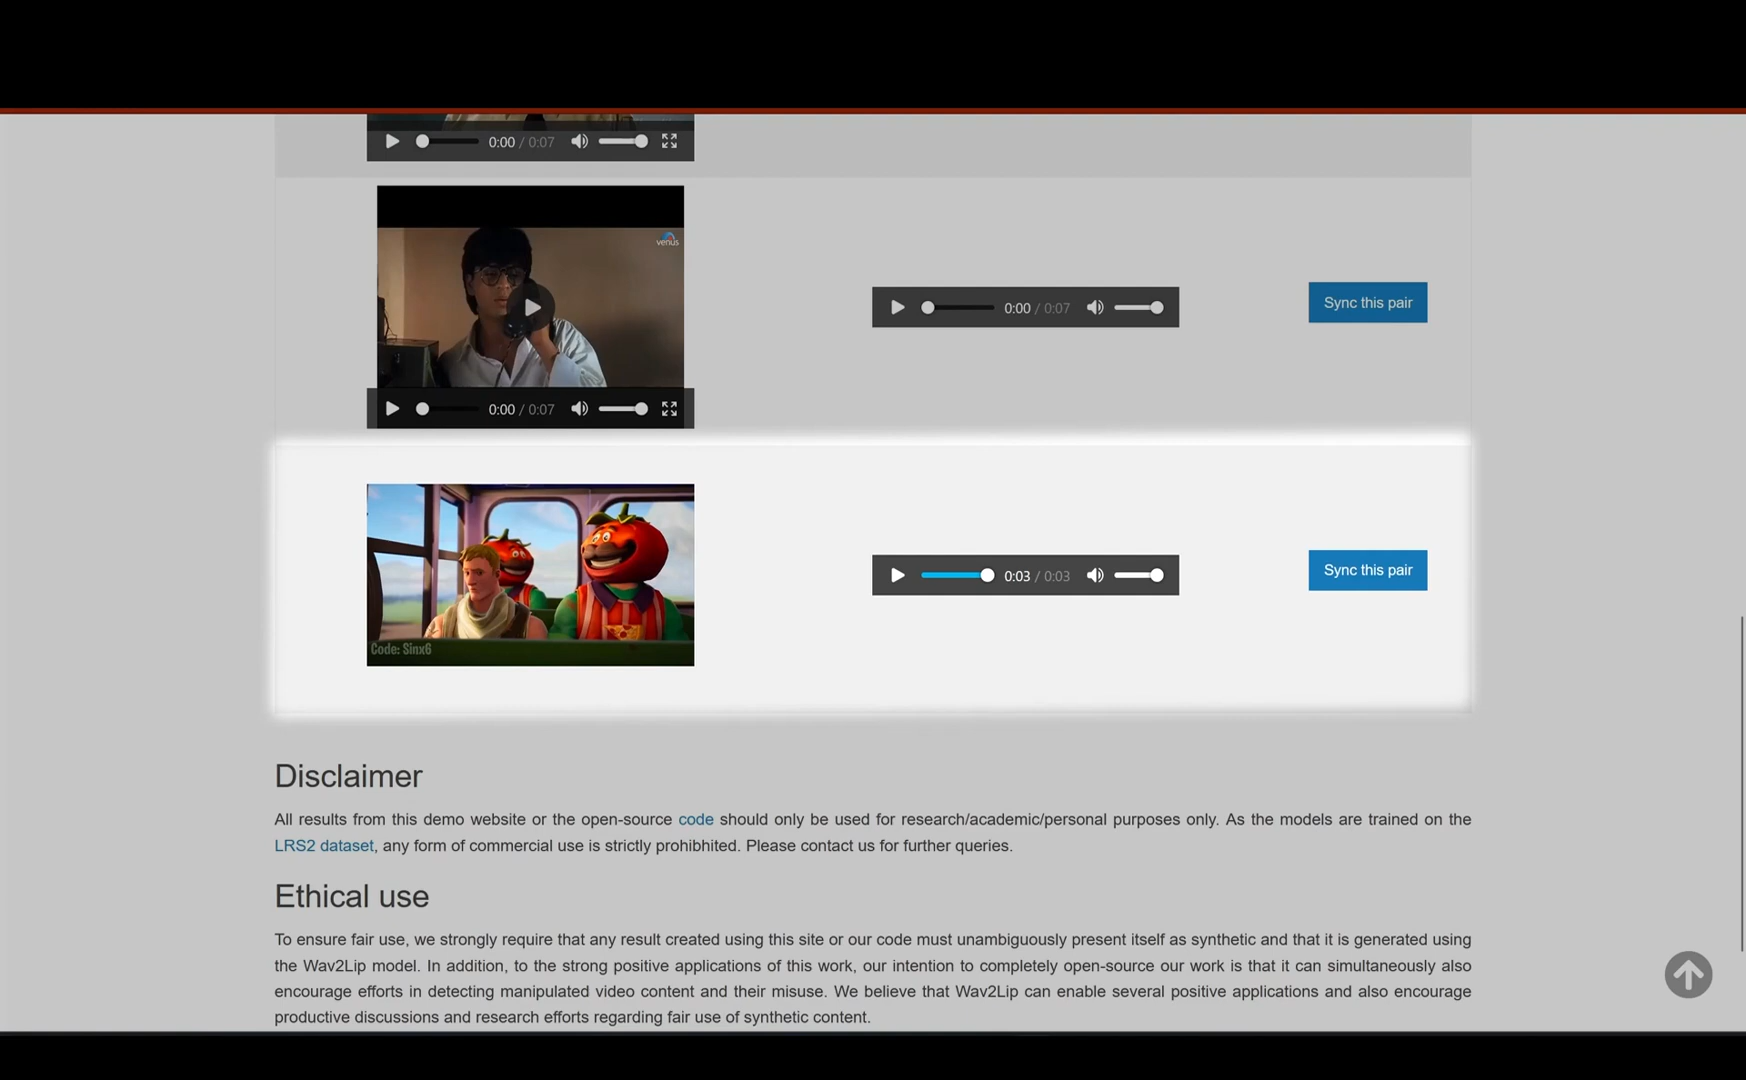 0:00 / 0:07
venus
0:00 / 0:07
Sync this pair
0:00 / 0:07
Code: Sinx6
0:03 / 0:03
Sync this pair
Disclaimer
All results from this demo website or the open-source code should only be used for research/academic/personal purposes only. As the models are trained on the
LRS2 dataset, any form of commercial use is strictly prohibhited. Please contact us for further queries.
Ethical use
To ensure fair use, we strongly require that any result created using this site or our code must unambiguously present itself as synthetic and that it is generated using
the Wav2Lip model. In addition, to the strong positive applications of this work, our intention to completely open-source our work is that it can simultaneously also
encourage efforts in detecting manipulated video content and their misuse. We believe that Wav2Lip can enable several positive applications and also encourage
productive discussions and research efforts regarding fair use of synthetic content.